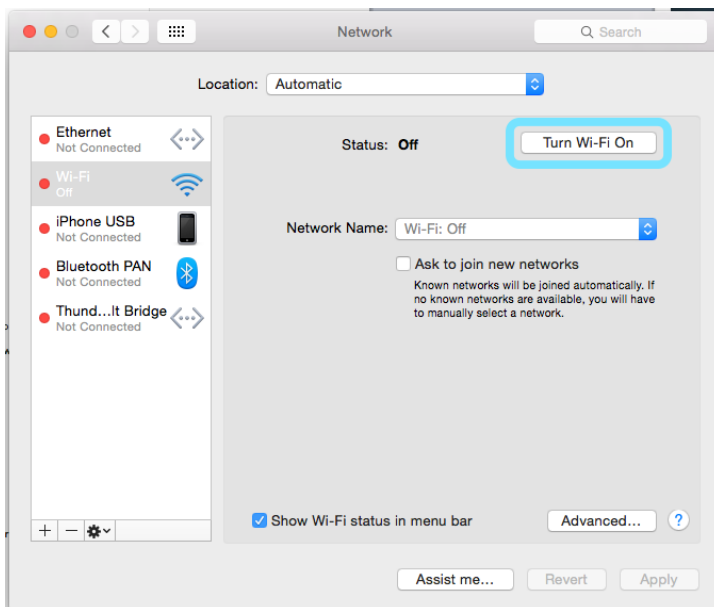 Network
Search
Location: Automatic
Ethernet
Not Connected
Wi-Fi
Off
iPhone USB
Not Connected
Bluetooth PAN
Not Connected
Thund...lt Bridge
Not Connected
Status: Off
Turn Wi-Fi On
Network Name: Wi-Fi: Off
Ask to join new networks
Known networks will be joined automatically. If
no known networks are available, you will have
to manually select a network.
Show Wi-Fi status in menu bar
Advanced...
?
Assist me...
Revert
Apply